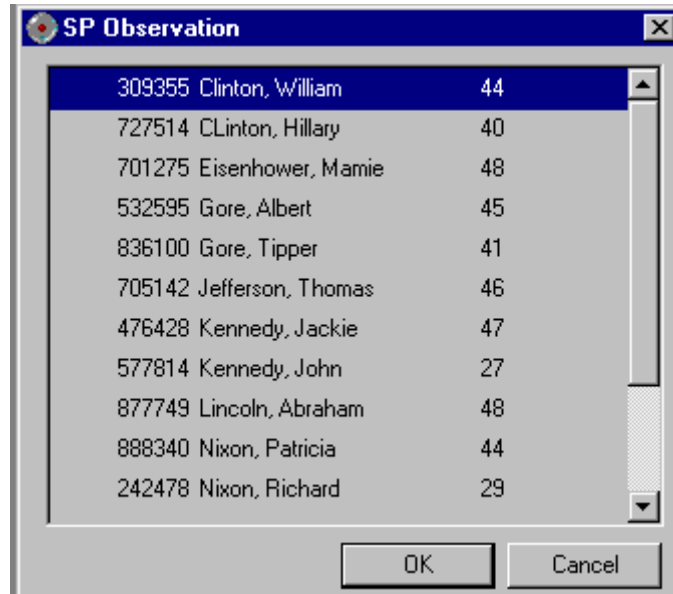 SP Observation
309355 Clinton, William 44
727514 CLinton, Hillary 40
701275 Eisenhower, Mamie 48
532595 Gore, Albert 45
836100 Gore, Tipper 41
705142 Jefferson, Thomas 46
476428 Kennedy, Jackie 47
577814 Kennedy, John 27
877749 Lincoln, Abraham 48
888340 Nixon, Patricia 44
242478 Nixon, Richard 29
OK Cancel